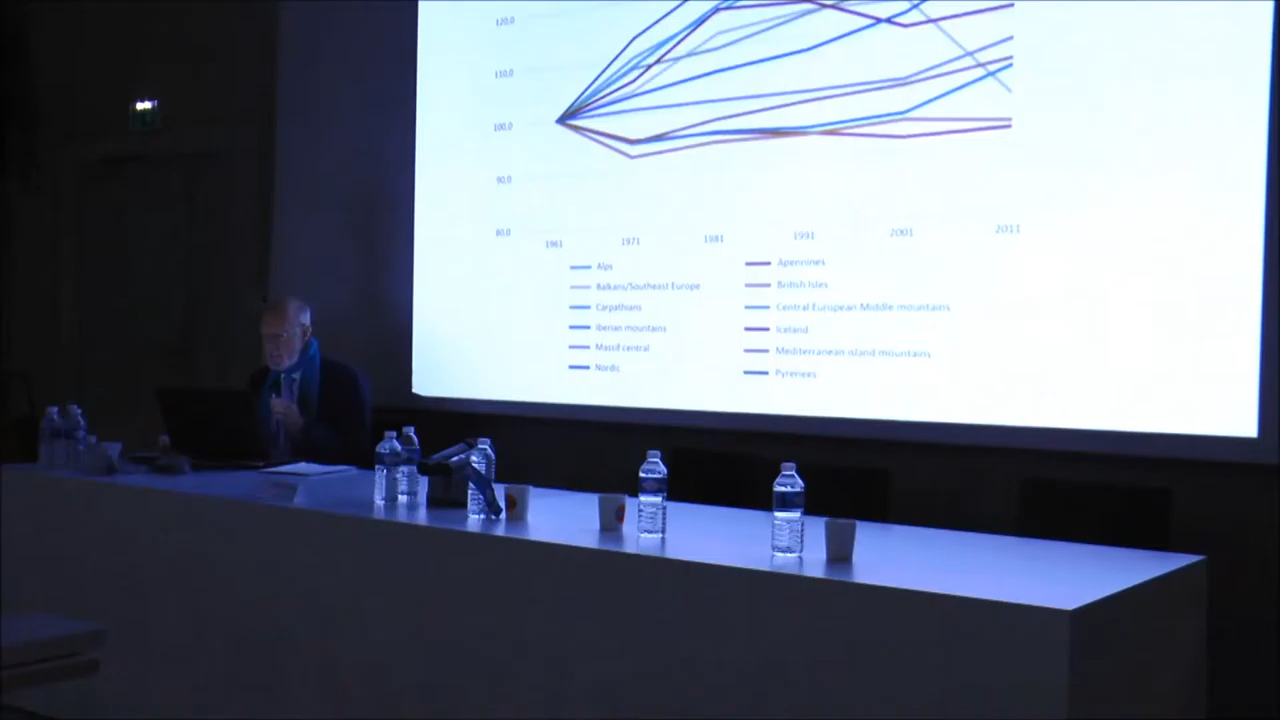 120,0
110,0
100,0
90,0
80,0
1961 1971 1981 1991 2001 2011
Alps
Balkans/Southeast Europe
Carpathians
Iberian mountains
Massif central
Nordic
Apennines
British Isles
Central European Middle mountains
Iceland
Mediterranean island mountains
Pyrenees